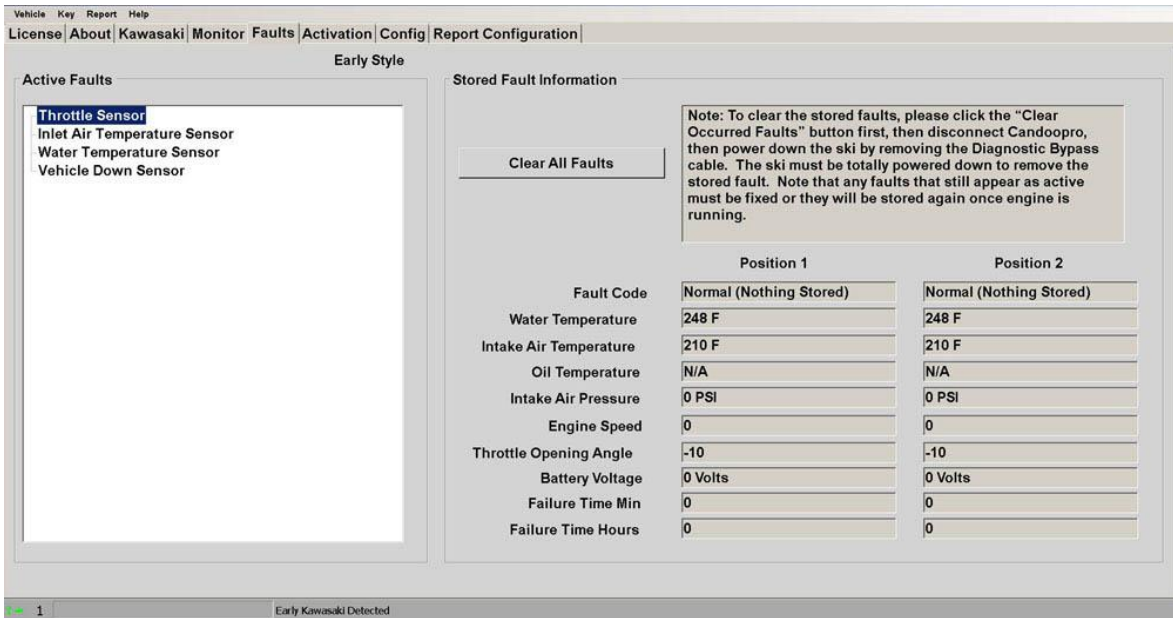 Vehicle Key Report Help
License About Kawasaki Monitor Faults Activation Config Report Configuration
Early Style
Active Faults
Throttle Sensor
Inlet Air Temperature Sensor
Water Temperature Sensor
Vehicle Down Sensor
Stored Fault Information
Clear All Faults
Note: To clear the stored faults, please click the “Clear
Occurred Faults” button first, then disconnect Candoopro,
then power down the ski by removing the Diagnostic Bypass
cable. The ski must be totally powered down to remove the
stored fault. Note that any faults that still appear as active
must be fixed or they will be stored again once engine is
running.
Position 1 Position 2
Fault Code Normal (Nothing Stored) Normal (Nothing Stored)
Water Temperature 248 F 248 F
Intake Air Temperature 210 F 210 F
Oil Temperature N/A N/A
Intake Air Pressure 0 PSI 0 PSI
Engine Speed 0 0
Throttle Opening Angle -10 -10
Battery Voltage 0 Volts 0 Volts
Failure Time Min 0 0
Failure Time Hours 0 0
1 Early Kawasaki Detected